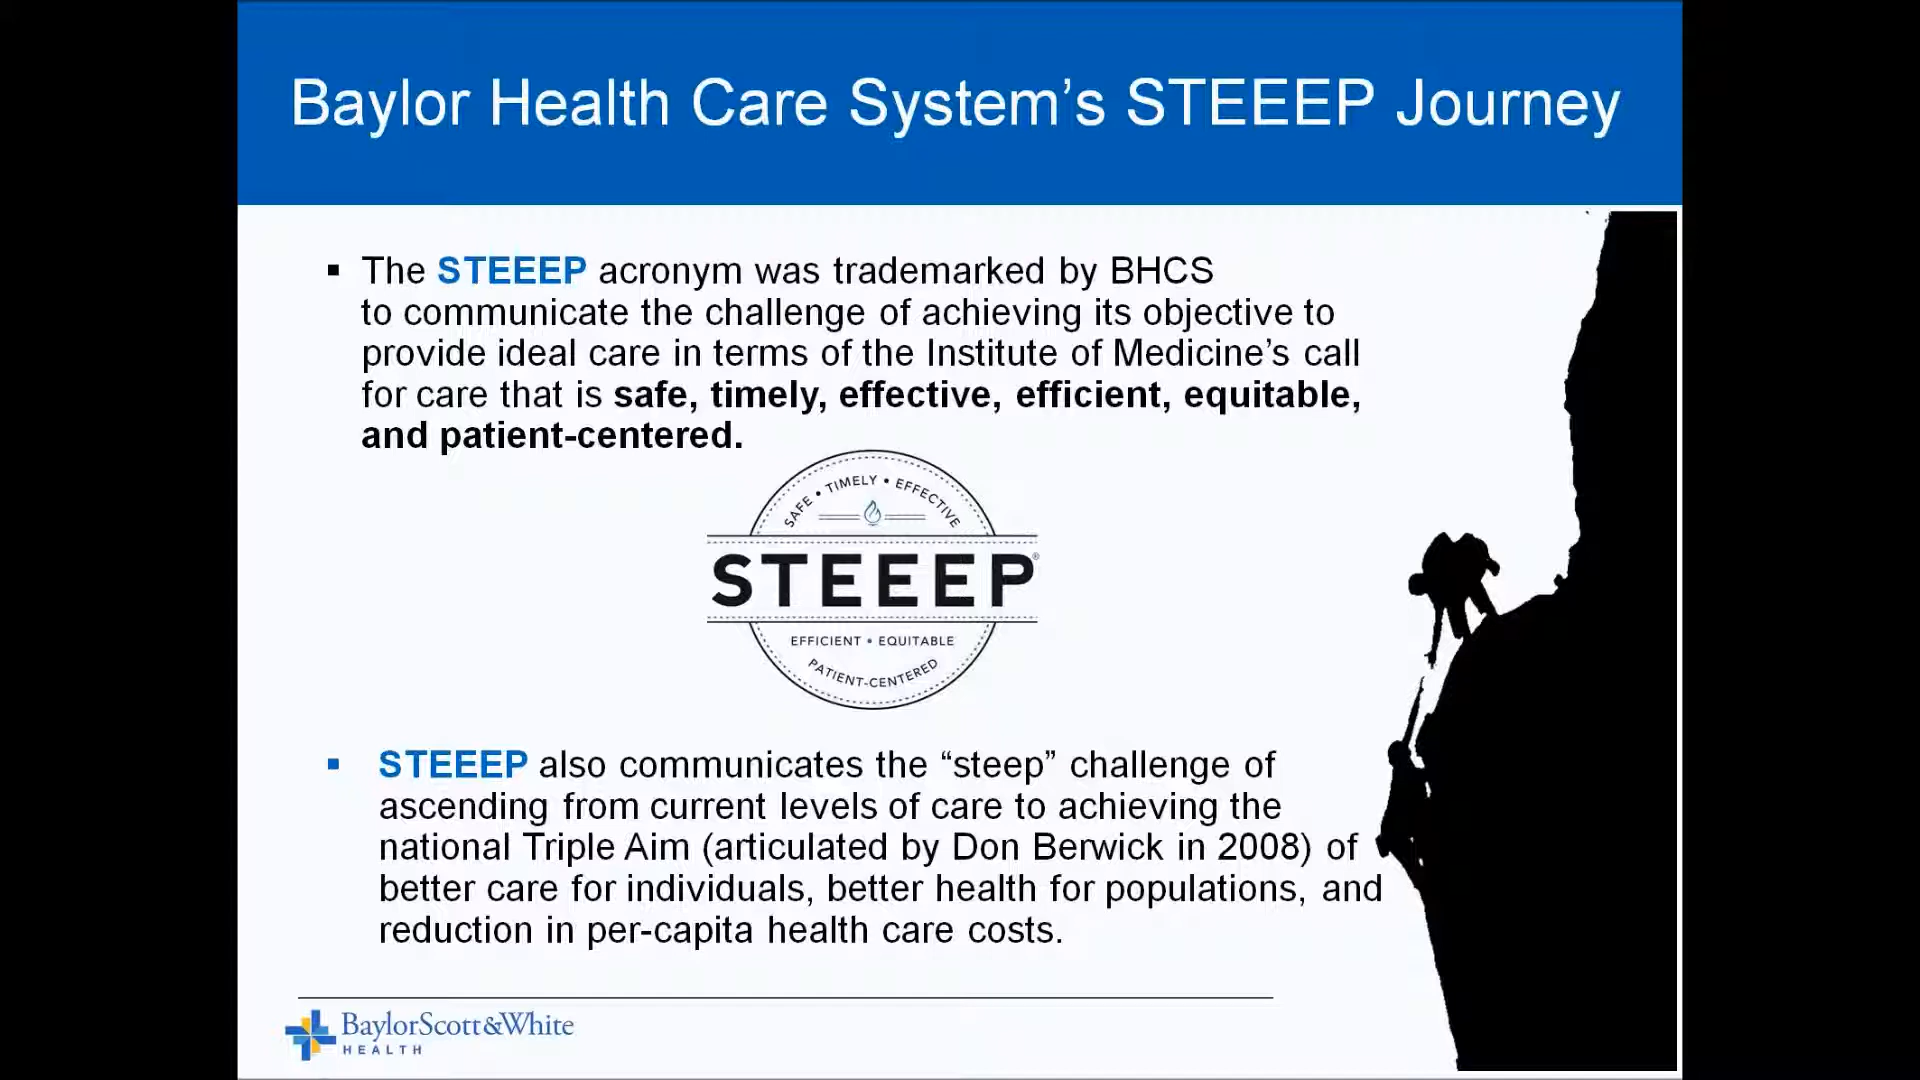 Baylor Health Care System’s STEEEP Journey
▪ The STEEEP acronym was trademarked by BHCS
to communicate the challenge of achieving its objective to
provide ideal care in terms of the Institute of Medicine’s call
for care that is safe, timely, effective, efficient, equitable,
and patient-centered.
SAFE • TIMELY • EFFECTIVE
STEEEP®
EFFICIENT • EQUITABLE
PATIENT-CENTERED
▪ STEEEP also communicates the “steep” challenge of
ascending from current levels of care to achieving the
national Triple Aim (articulated by Don Berwick in 2008) of
better care for individuals, better health for populations, and
reduction in per-capita health care costs.
BaylorScott&White
HEALTH